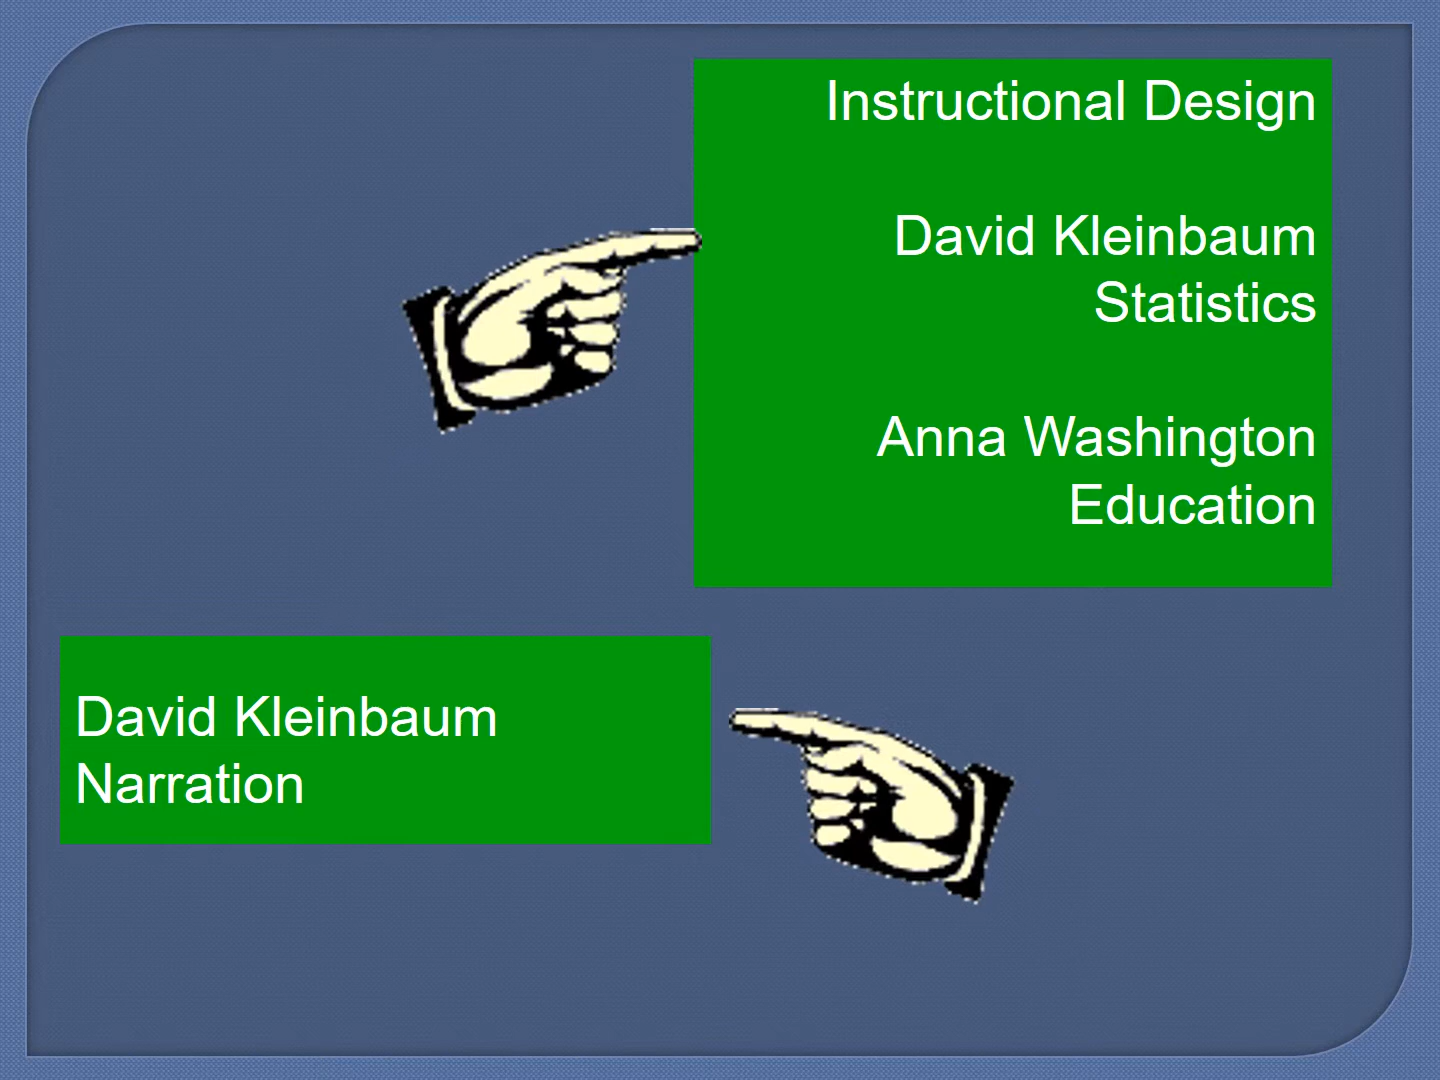 Instructional Design
David Kleinbaum
Statistics
Anna Washington
Education
David Kleinbaum
Narration